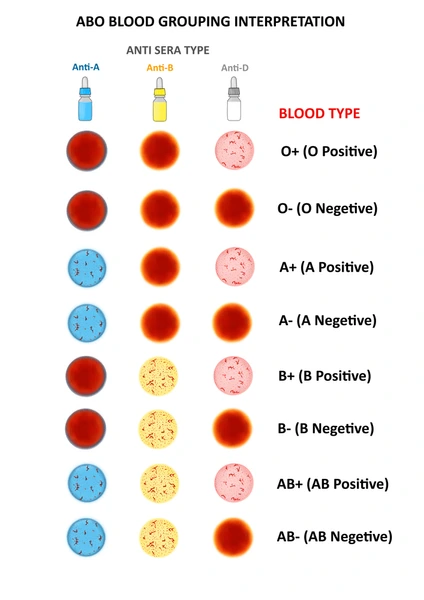 ABO BLOOD GROUPING INTERPRETATION
ANTI SERA TYPE
Anti-A Anti-B Anti-D
BLOOD TYPE
O+ (O Positive)
O- (O Negetive)
A+ (A Positive)
A- (A Negetive)
B+ (B Positive)
B- (B Negetive)
AB+ (AB Positive)
AB- (AB Negetive)